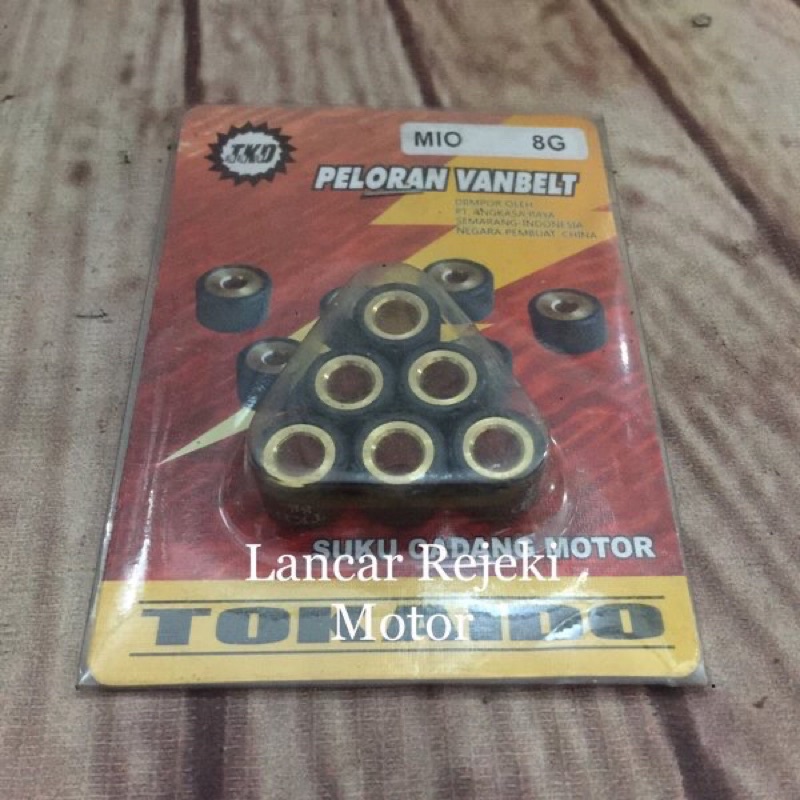 TKD
MIO 8G
PELORAN VANBELT
DIIMPOR OLEH
PT. ANGKASA RAYA
SEMARANG-INDONESIA
NEGARA PEMBUAT CHINA
SUKU CADANG MOTOR
Lancar Rejeki
Motor
TOKAIDO